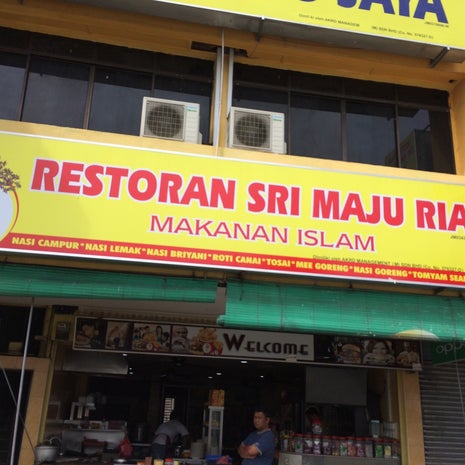 JAYA
RESTORAN SRI MAJU RIA
MAKANAN ISLAM
NASI CAMPUR*NASI LEMAK*NASI BRIYANI*ROTI CANAI*TOSAI*MEE GORENG*NASI GORENG*TOMYAM SEA
WELCOME